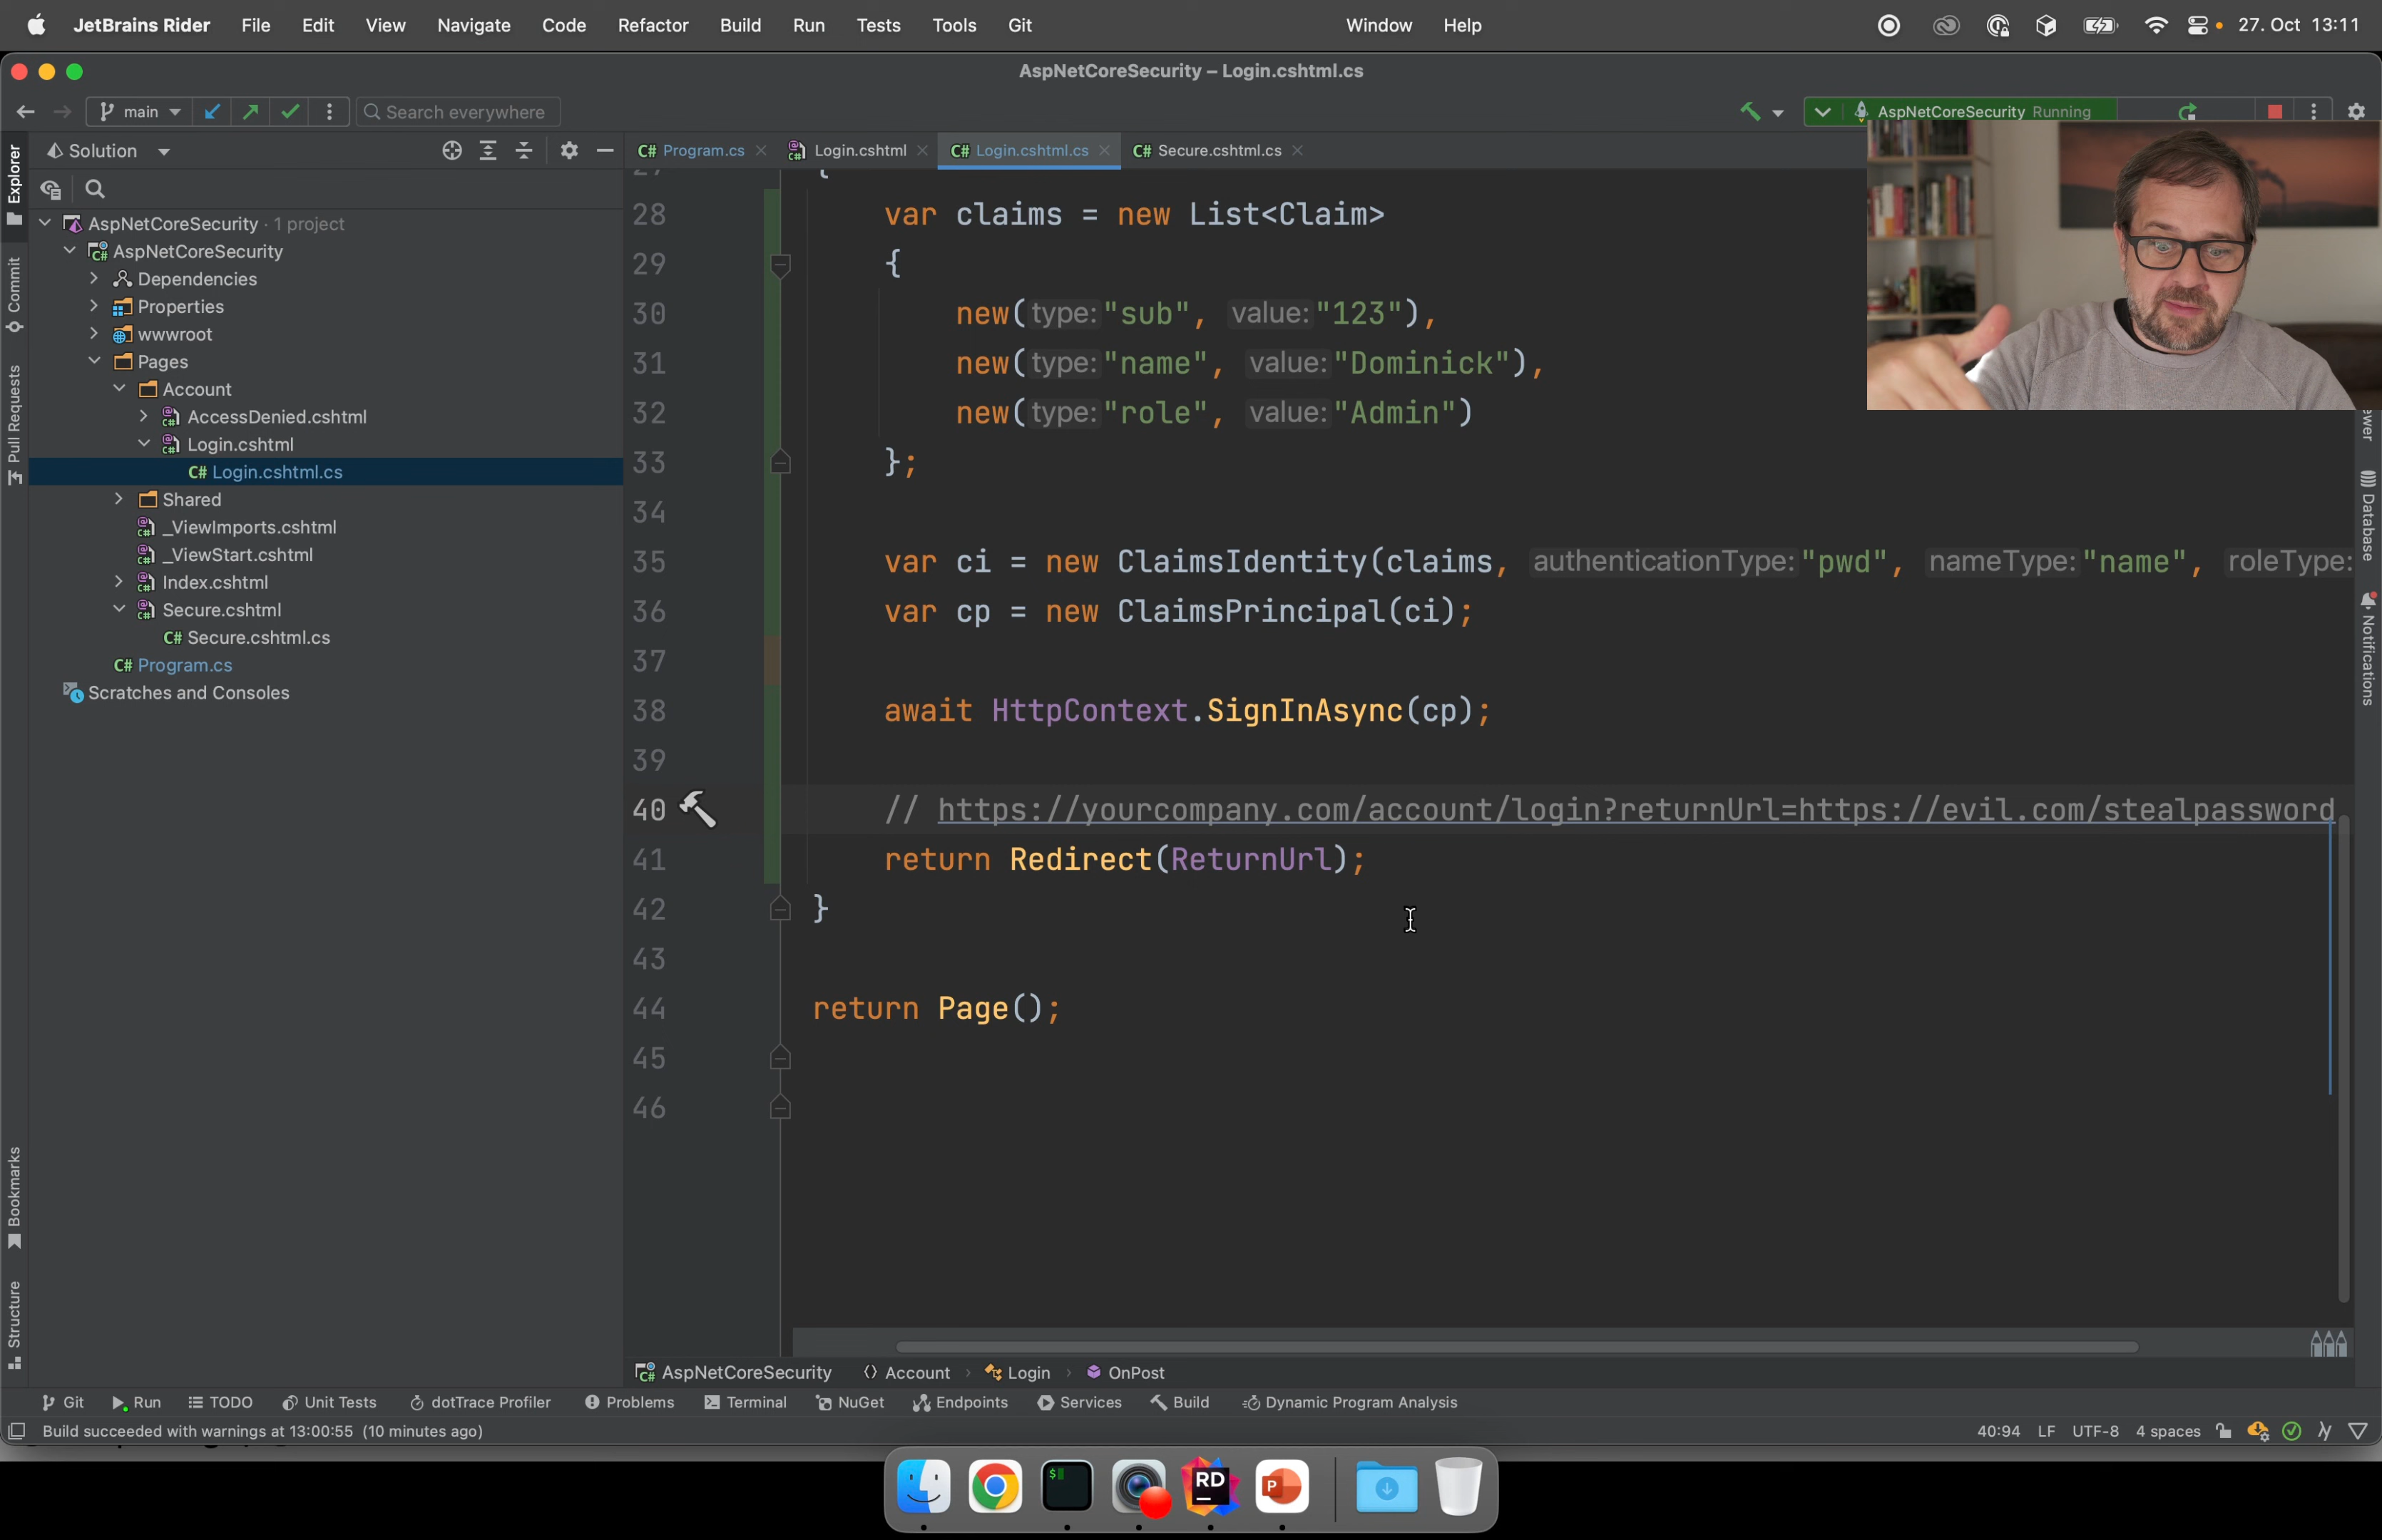 JetBrains Rider File Edit View Navigate Code Refactor Build Run Tests Tools Git Window Help 27. Oct 13:11
AspNetCoreSecurity – Login.cshtml.cs
main Search everywhere AspNetCoreSecurity Running
Solution
C# Program.cs Login.cshtml C# Login.cshtml.cs C# Secure.cshtml.cs
Explorer
Commit
Pull Requests
Bookmarks
Structure
AspNetCoreSecurity · 1 project
AspNetCoreSecurity
Dependencies
Properties
wwwroot
Pages
Account
AccessDenied.cshtml
Login.cshtml
C# Login.cshtml.cs
Shared
_ViewImports.cshtml
_ViewStart.cshtml
Index.cshtml
Secure.cshtml
C# Secure.cshtml.cs
C# Program.cs
Scratches and Consoles
27 {
28 var claims = new List<Claim>
29 {
30 new(type:"sub", value:"123"),
31 new(type:"name", value:"Dominick"),
32 new(type:"role", value:"Admin")
33 };
34
35 var ci = new ClaimsIdentity(claims, authenticationType:"pwd", nameType:"name", roleType:
36 var cp = new ClaimsPrincipal(ci);
37
38 await HttpContext.SignInAsync(cp);
39
40 // https://yourcompany.com/account/login?returnUrl=https://evil.com/stealpassword
41 return Redirect(ReturnUrl);
42 }
43
44 return Page();
45
46
Database
Notifications
AspNetCoreSecurity Account Login OnPost
Git Run TODO Unit Tests dotTrace Profiler Problems Terminal NuGet Endpoints Services Build Dynamic Program Analysis
Build succeeded with warnings at 13:00:55 (10 minutes ago) 40:94 LF UTF-8 4 spaces
$
RD
P